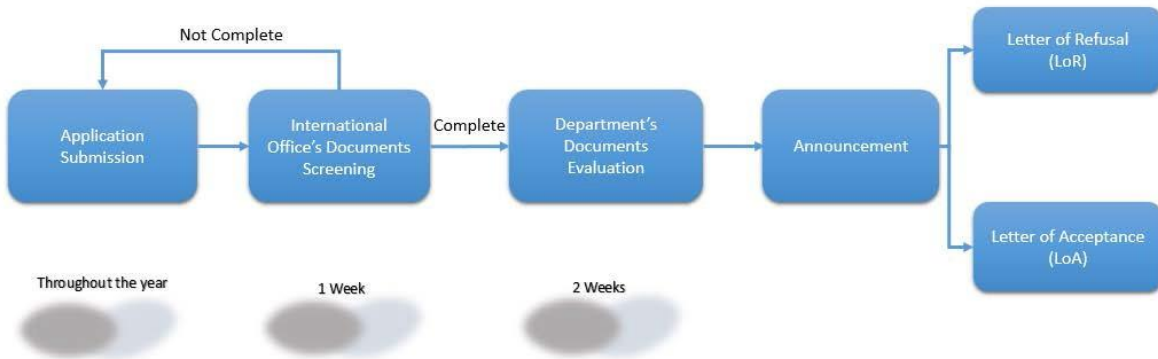 Not Complete
Application
Submission
International
Office's Documents
Screening
Complete
Department's
Documents
Evaluation
Announcement
Letter of Refusal
(LoR)
Letter of Acceptance
(LoA)
Throughout the year
1 Week
2 Weeks